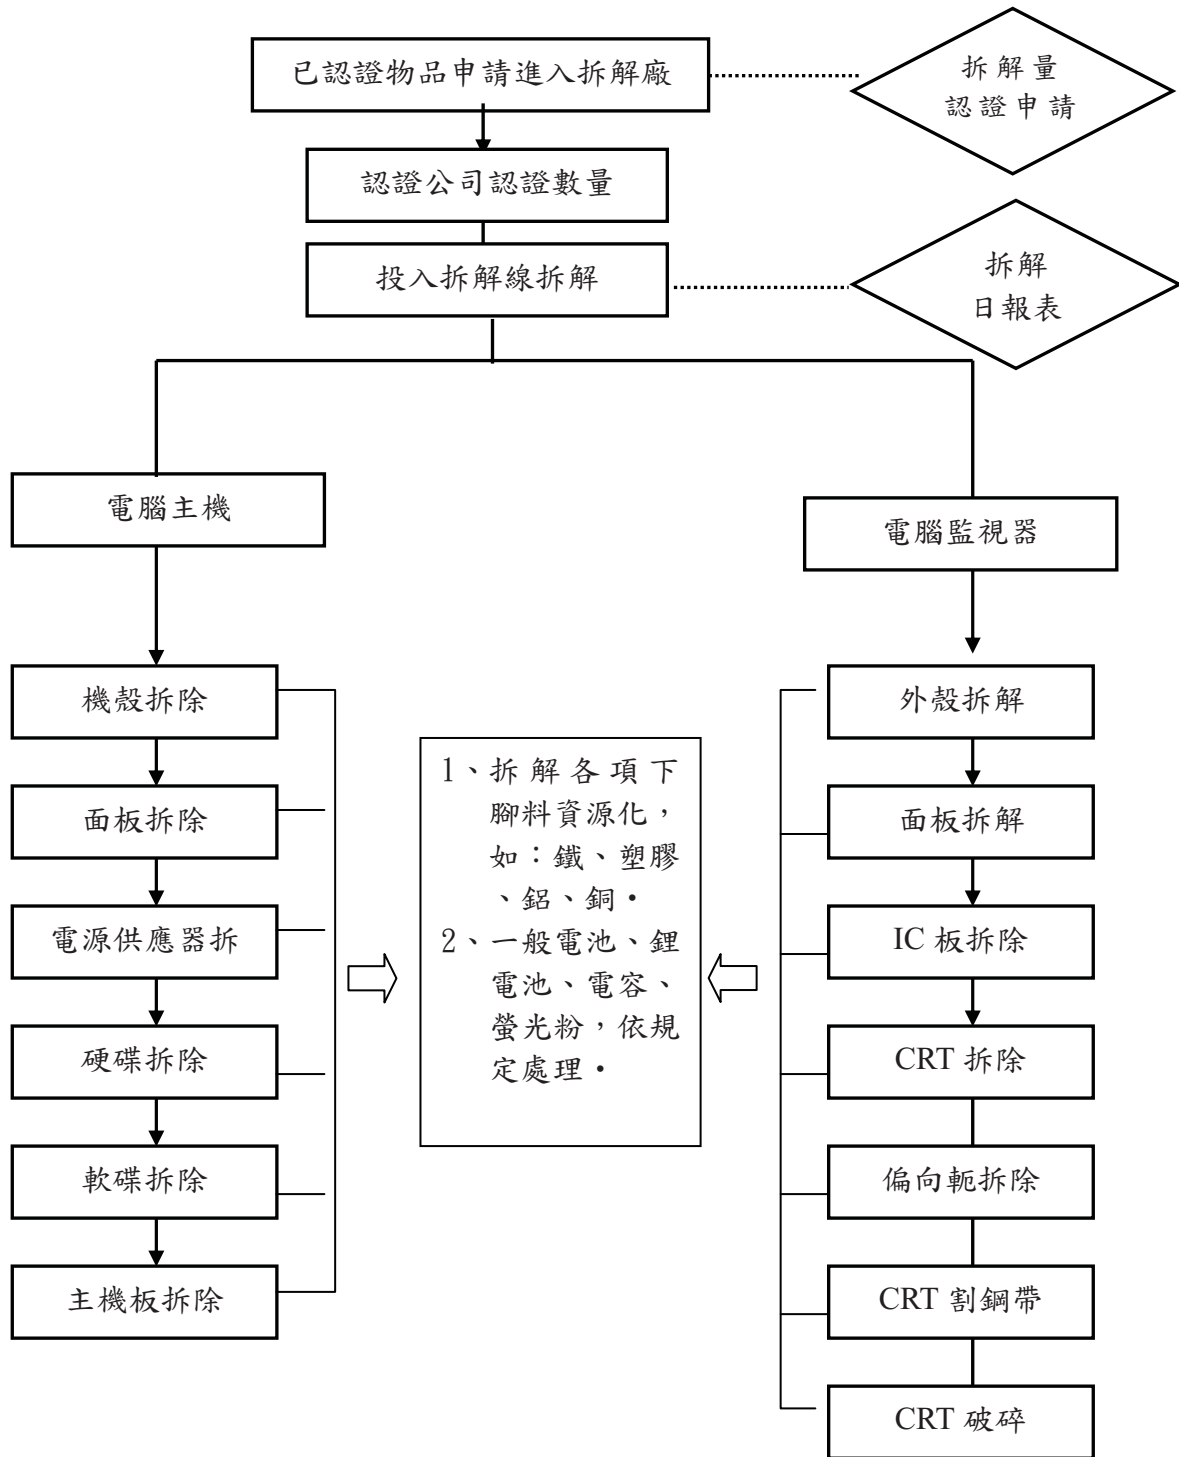 已認證物品申請進入拆解廠
拆解量
認證申請
認證公司認證數量
投入拆解線拆解
拆解
日報表
電腦主機
電腦監視器
機殼拆除
面板拆除
電源供應器拆
硬碟拆除
軟碟拆除
主機板拆除
1、拆解各項下
腳料資源化，
如：鐵、塑膠
、鋁、銅·
2、一般電池、鋰
電池、電容、
螢光粉，依規
定處理·
外殼拆解
面板拆解
IC 板拆除
CRT 拆除
偏向軛拆除
CRT 割鋼帶
CRT 破碎